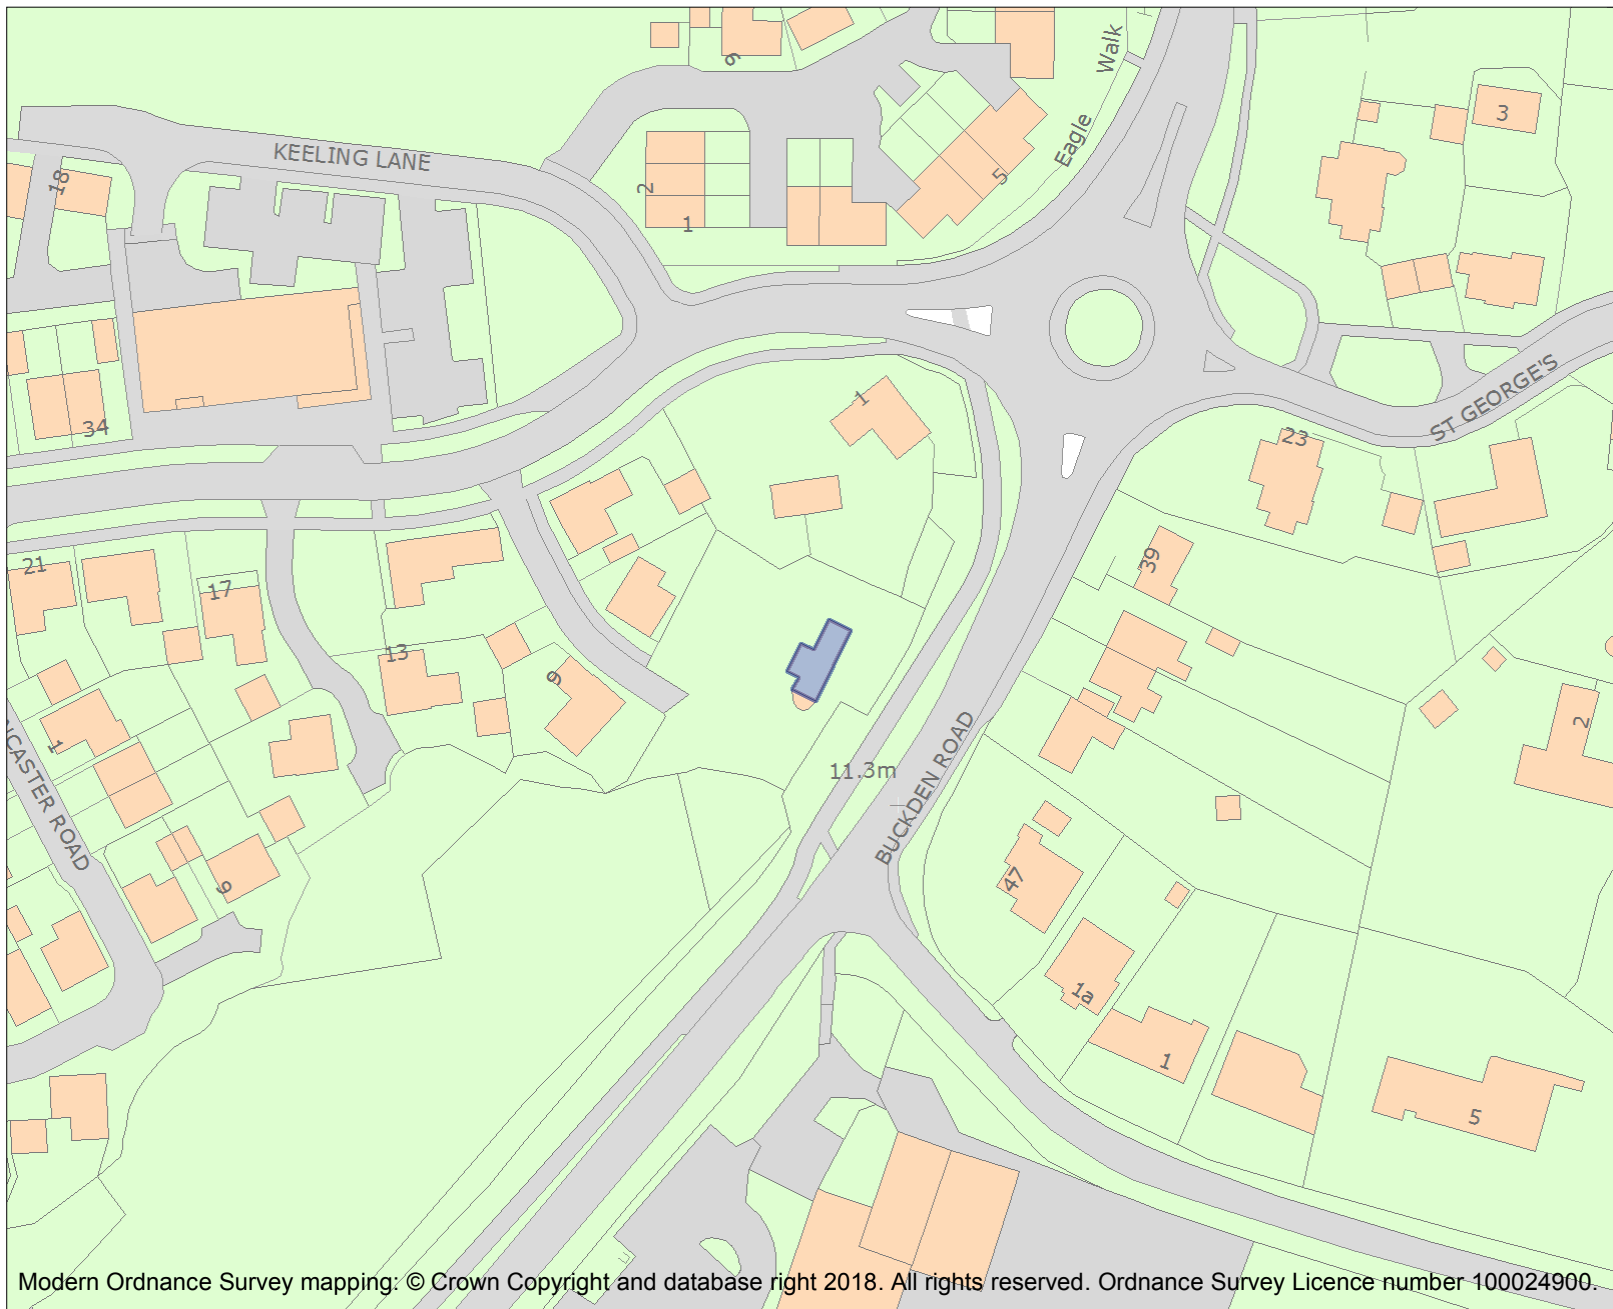 6
Walk
3
KEELING LANE
Eagle
18
2
5
1
ST GEORGE'S
1
34
23
39
21
17
13
9
2
1
NCASTER ROAD
BUCKDEN ROAD
11.3m
9
47
1a
1
5
Modern Ordnance Survey mapping: © Crown Copyright and database right 2018. All rights reserved. Ordnance Survey Licence number 100024900.